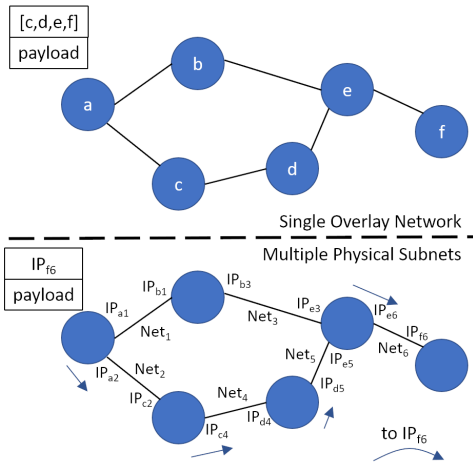 [c,d,e,f]
payload
b
a
e
f
d
c
Single Overlay Network
Multiple Physical Subnets
IPf6
payload
IPa1
IPb1
IPb3
Net1
Net3
IPe3
IPe6
IPf6
Net6
IPa2
Net2
IPc2
Net4
IPc4
IPd4
Net5
IPe5
IPd5
to IPf6